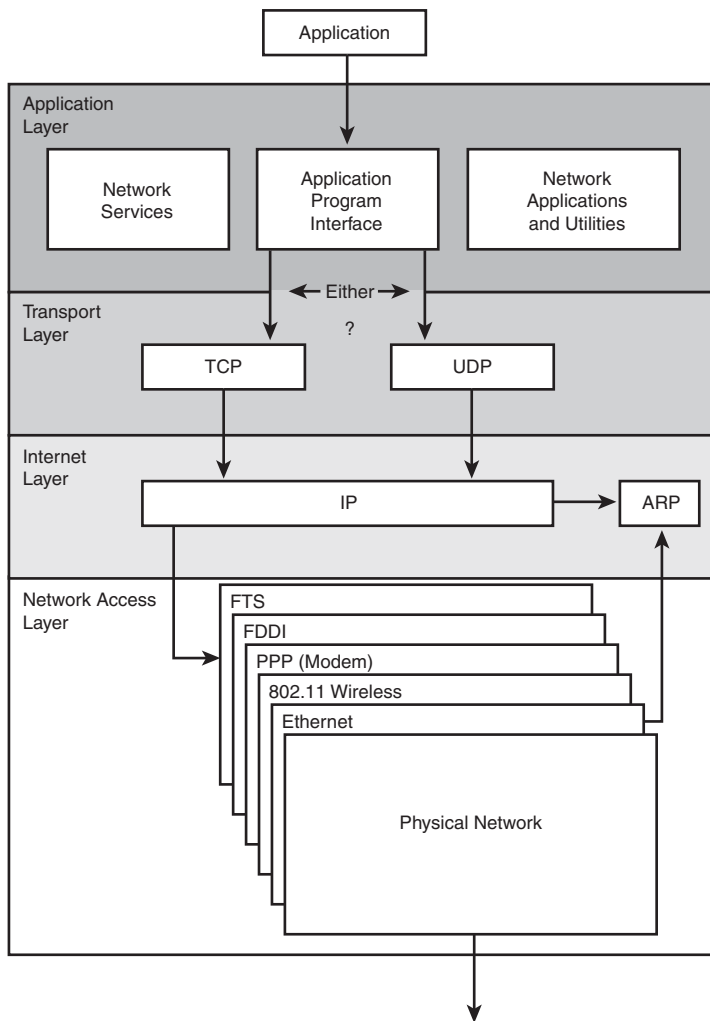 Application
Application
Layer
Network
Services
Application
Program
Interface
Network
Applications
and Utilities
Either
Transport
Layer
?
TCP
UDP
Internet
Layer
IP
ARP
Network Access
Layer
FTS
FDDI
PPP (Modem)
802.11 Wireless
Ethernet
Physical Network